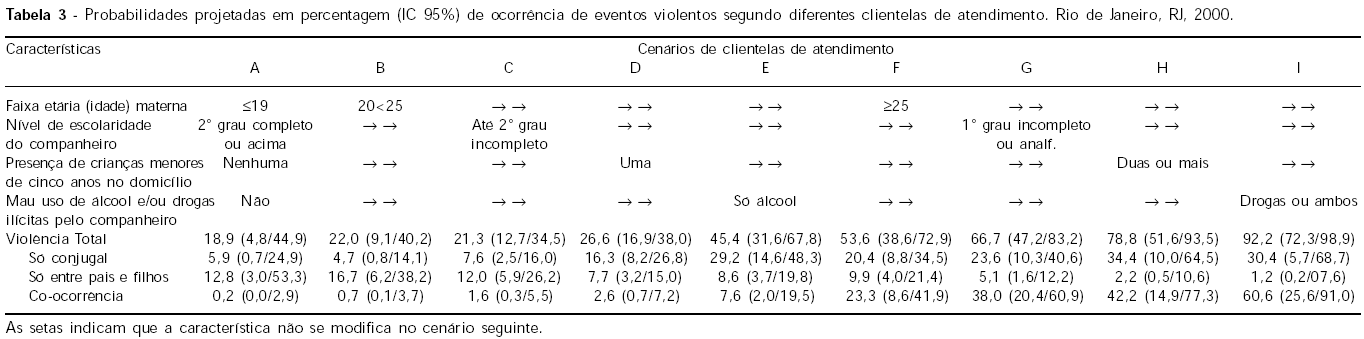 Tabela 3 - Probabilidades projetadas em percentagem (IC 95%) de ocorrência de eventos violentos segundo diferentes clientelas de atendimento. Rio de Janeiro, RJ, 2000.
Características Cenários de clientelas de atendimento
A B C D E F G H I
Faixa etária (idade) materna ≤19 20<25 →→ →→ →→ ≥25 →→ →→ →→
Nível de escolaridade 2° grau completo →→ Até 2° grau →→ →→ →→ 1° grau incompleto →→ →→
do companheiro ou acima incompleto ou analf.
Presença de crianças menores Nenhuma →→ →→ Uma →→ →→ →→ Duas ou mais →→
de cinco anos no domicílio
Mau uso de álcool e/ou drogas Não →→ →→ →→ Só álcool →→ →→ →→ Drogas ou ambos
ilícitas pelo companheiro
Violência Total 18,9 (4,8/44,9) 22,0 (9,1/40,2) 21,3 (12,7/34,5) 26,6 (16,9/38,0) 45,4 (31,6/67,8) 53,6 (38,6/72,9) 66,7 (47,2/83,2) 78,8 (51,6/93,5) 92,2 (72,3/98,9)
Só conjugal 5,9 (0,7/24,9) 4,7 (0,8/14,1) 7,6 (2,5/16,0) 16,3 (8,2/26,8) 29,2 (14,6/48,3) 20,4 (8,8/34,5) 23,6 (10,3/40,6) 34,4 (10,0/64,5) 30,4 (5,7/68,7)
Só entre pais e filhos 12,8 (3,0/53,3) 16,7 (6,2/38,2) 12,0 (5,9/26,2) 7,7 (3,2/15,0) 8,6 (3,7/19,8) 9,9 (4,0/21,4) 5,1 (1,6/12,2) 2,2 (0,5/10,6) 1,2 (0,2/07,6)
Co-ocorrência 0,2 (0,0/2,9) 0,7 (0,1/3,7) 1,6 (0,3/5,5) 2,6 (0,7/7,2) 7,6 (2,0/19,5) 23,3 (8,6/41,9) 38,0 (20,4/60,9) 42,2 (14,9/77,3) 60,6 (25,6/91,0)
As setas indicam que a característica não se modifica no cenário seguinte.